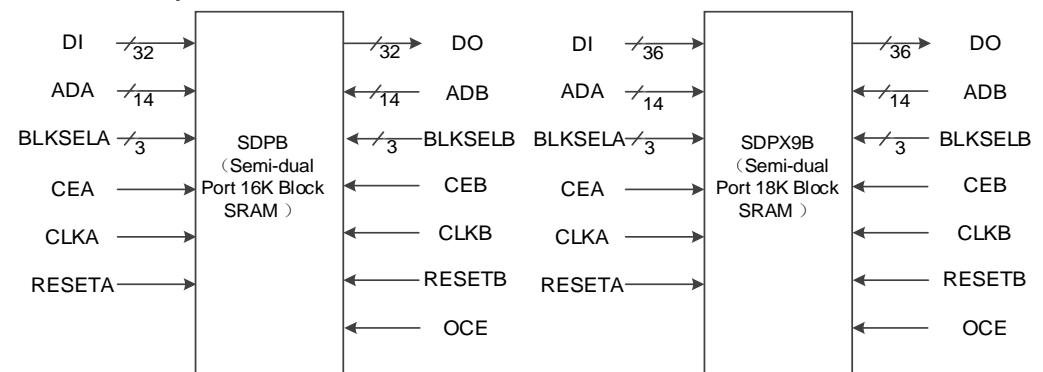 DI 32 32 DO DI 36 36 DO
ADA 14 14 ADB ADA 14 14 ADB
BLKSELA 3 3 BLKSELB BLKSELA 3 3 BLKSELB
SDPB SDPX9B
（Semi-dual （Semi-dual
CEA Port 16K Block CEB CEA Port 18K Block CEB
SRAM ） SRAM ）
CLKA CLKB CLKA CLKB
RESETA RESETB RESETA RESETB
OCE OCE